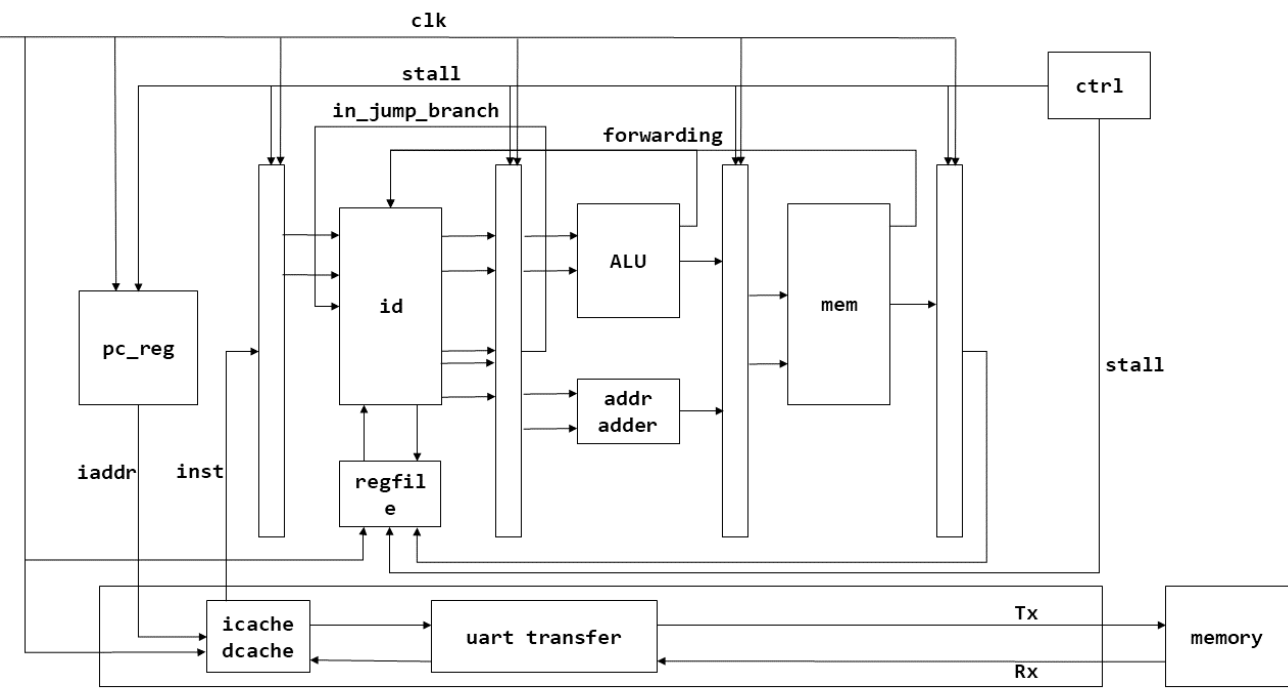 clk
stall
ctrl
in_jump_branch
forwarding
ALU
id
mem
pc_reg
stall
addr
adder
iaddr
inst
regfil
e
icache
dcache
uart transfer
Tx
memory
Rx